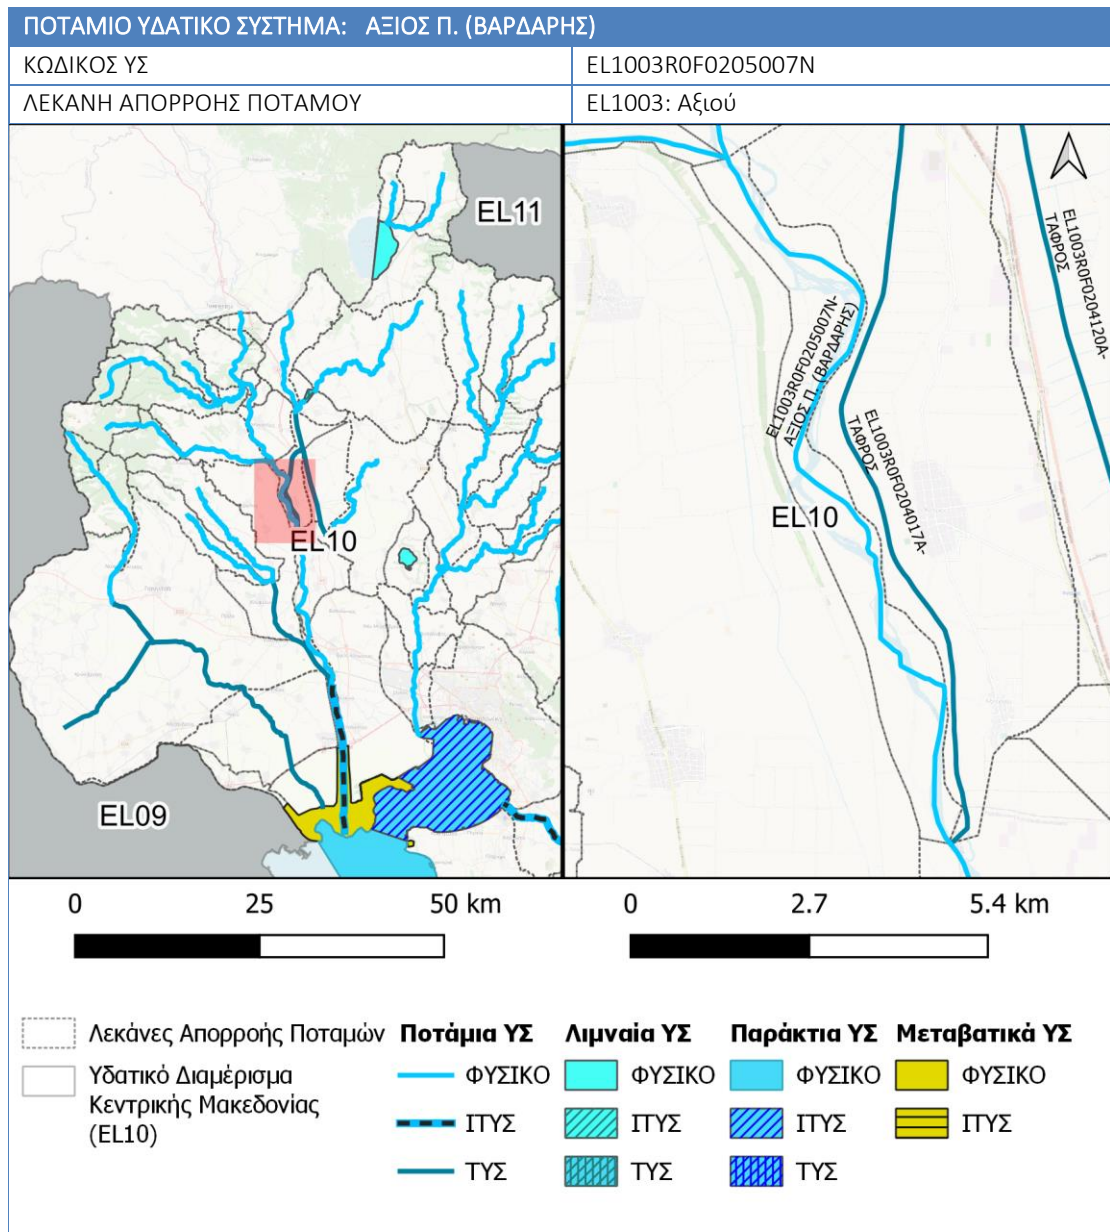 ΠΟΤΑΜΙΟ ΥΔΑΤΙΚΟ ΣΥΣΤΗΜΑ: ΑΞΙΟΣ Π. (ΒΑΡΔΑΡΗΣ)
ΚΩΔΙΚΟΣ ΥΣ
EL1003R0F0205007N
ΛΕΚΑΝΗ ΑΠΟΡΡΟΗΣ ΠΟΤΑΜΟΥ
EL1003: Αξιού
EL11
EL10
EL09
EL1003R0F0205007N-
ΑΞΙΟΣ Π. (ΒΑΡΔΑΡΗΣ)
EL1003R0F0204017A-
ΤΑΦΡΟΣ
EL1003R0F0204120A-
ΤΑΦΡΟΣ
EL10
0 25 50 km
0 2.7 5.4 km
Λεκάνες Απορροής Ποταμών
Υδατικό Διαμέρισμα
Κεντρικής Μακεδονίας
(EL10)
Ποτάμια ΥΣ
ΦΥΣΙΚΟ
ΙΤΥΣ
ΤΥΣ
Λιμναία ΥΣ
ΦΥΣΙΚΟ
ΙΤΥΣ
ΤΥΣ
Παράκτια ΥΣ
ΦΥΣΙΚΟ
ΙΤΥΣ
ΤΥΣ
Μεταβατικά ΥΣ
ΦΥΣΙΚΟ
ΙΤΥΣ